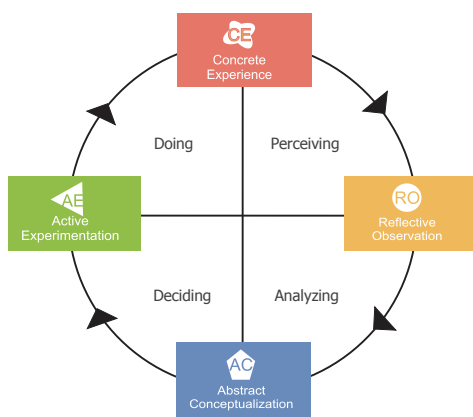 CE
Concrete
Experience
Doing
Perceiving
AE
Active
Experimentation
RO
Reflective
Observation
Deciding
Analyzing
AC
Abstract
Conceptualization